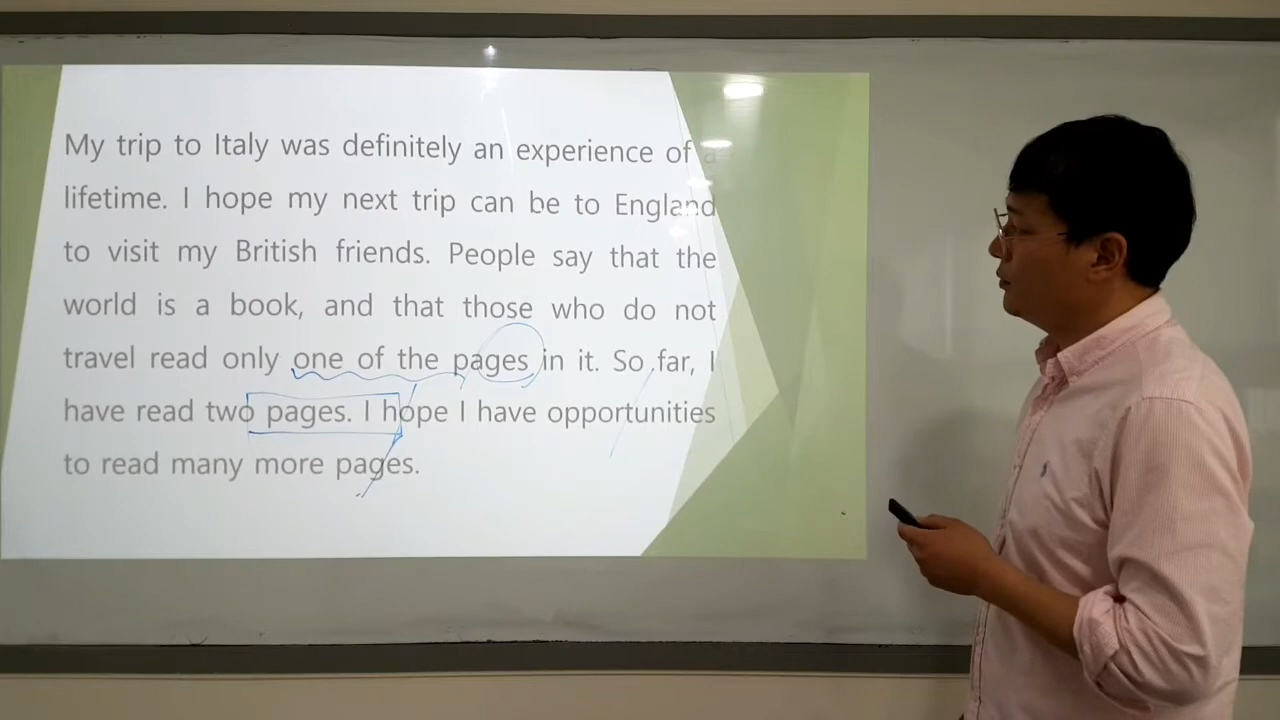 My trip to Italy was definitely an experience of a
lifetime. I hope my next trip can be to England
to visit my British friends. People say that the
world is a book, and that those who do not
travel read only one of the pages in it. So far, I
have read two pages. I hope I have opportunities
to read many more pages.